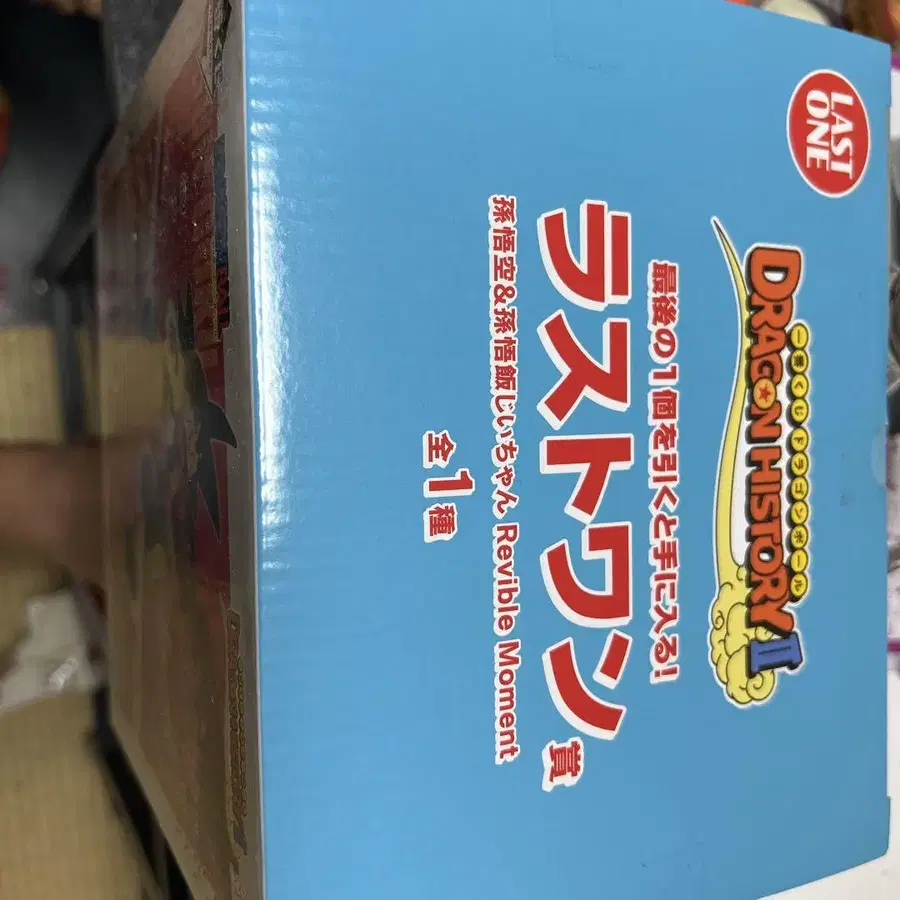 LAST
ONE
一番くじ ドラゴンボール
DRAGON HISTORY II
最後の1個を引くと手に入る!
ラストワン賞
孫悟空&孫悟飯じいちゃん Revible Moment
全1種